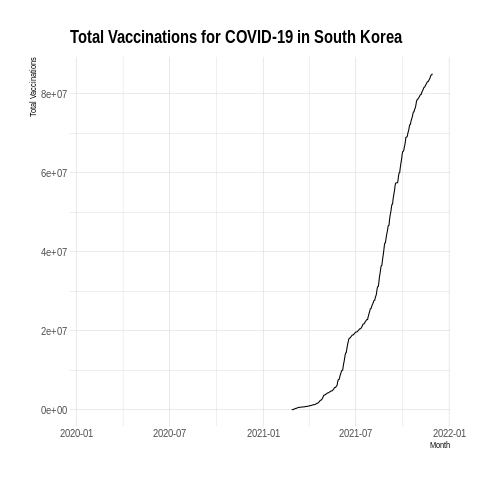 Total Vaccinations for COVID-19 in South Korea
Total Vaccinations
8e+07
6e+07
4e+07
2e+07
0e+00
2020-01 2020-07 2021-01 2021-07 2022-01
Month